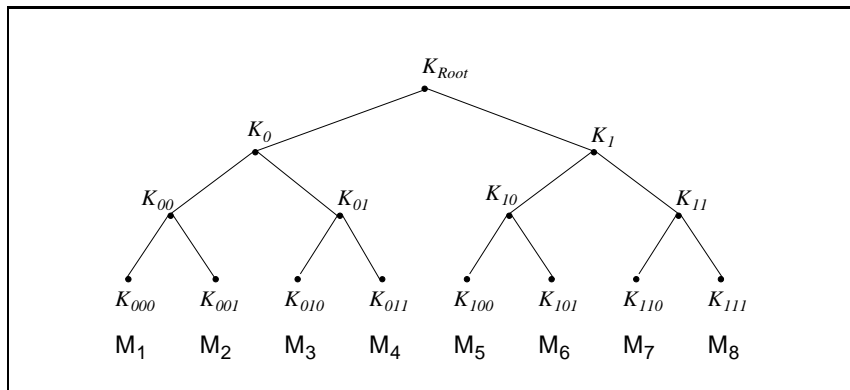 K_Root
K_0 K_1
K_00 K_01 K_10 K_11
K_000 K_001 K_010 K_011 K_100 K_101 K_110 K_111
M_1 M_2 M_3 M_4 M_5 M_6 M_7 M_8